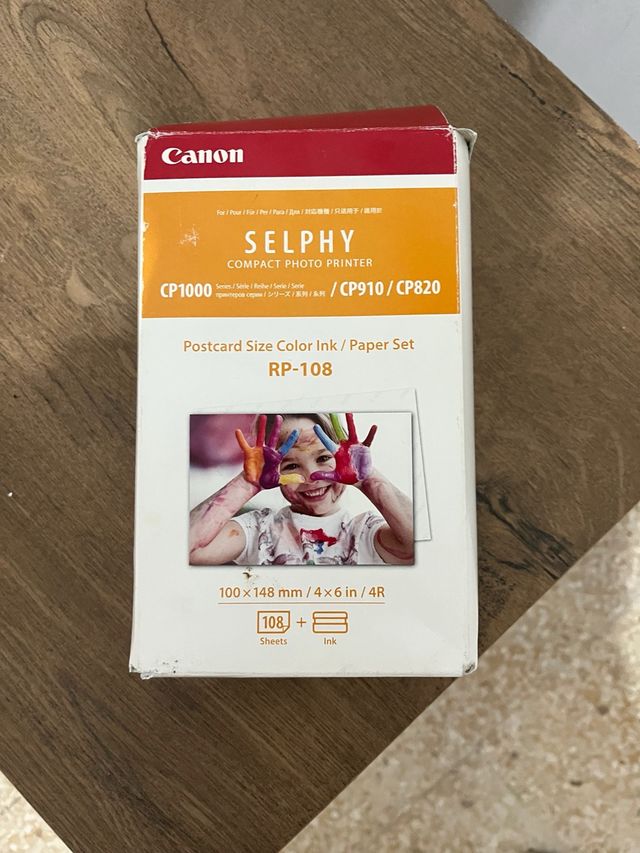 Canon
For / Pour / Für / Per / Para / Для / 対応機種 / 只适用于 / 適用於
SELPHY
COMPACT PHOTO PRINTER
CP1000 Series / Série / Reihe / Serie / Serie / CP910 / CP820
принтеров серии / シリーズ / 系列 / 系列
Postcard Size Color Ink / Paper Set
RP-108
100 × 148 mm / 4 × 6 in / 4R
108 +
Sheets Ink